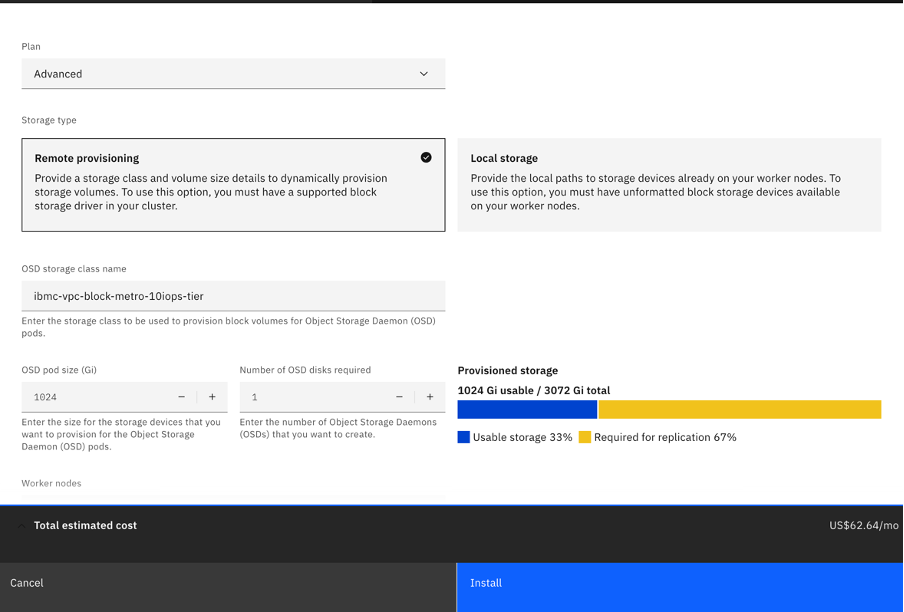 Plan
Advanced
Storage type
Remote provisioning
Provide a storage class and volume size details to dynamically provision
storage volumes. To use this option, you must have a supported block
storage driver in your cluster.
Local storage
Provide the local paths to storage devices already on your worker nodes. To
use this option, you must have unformatted block storage devices available
on your worker nodes.
OSD storage class name
ibmc-vpc-block-metro-10iops-tier
Enter the storage class to be used to provision block volumes for Object Storage Daemon (OSD)
pods.
OSD pod size (Gi)
1024
Enter the size for the storage devices that you
want to provision for the Object Storage
Daemon (OSD) pods.
Number of OSD disks required
1
Enter the number of Object Storage Daemons
(OSDs) that you want to create.
Provisioned storage
1024 Gi usable / 3072 Gi total
Usable storage 33%
Required for replication 67%
Worker nodes
Total estimated cost
US$62.64/mo
Cancel
Install